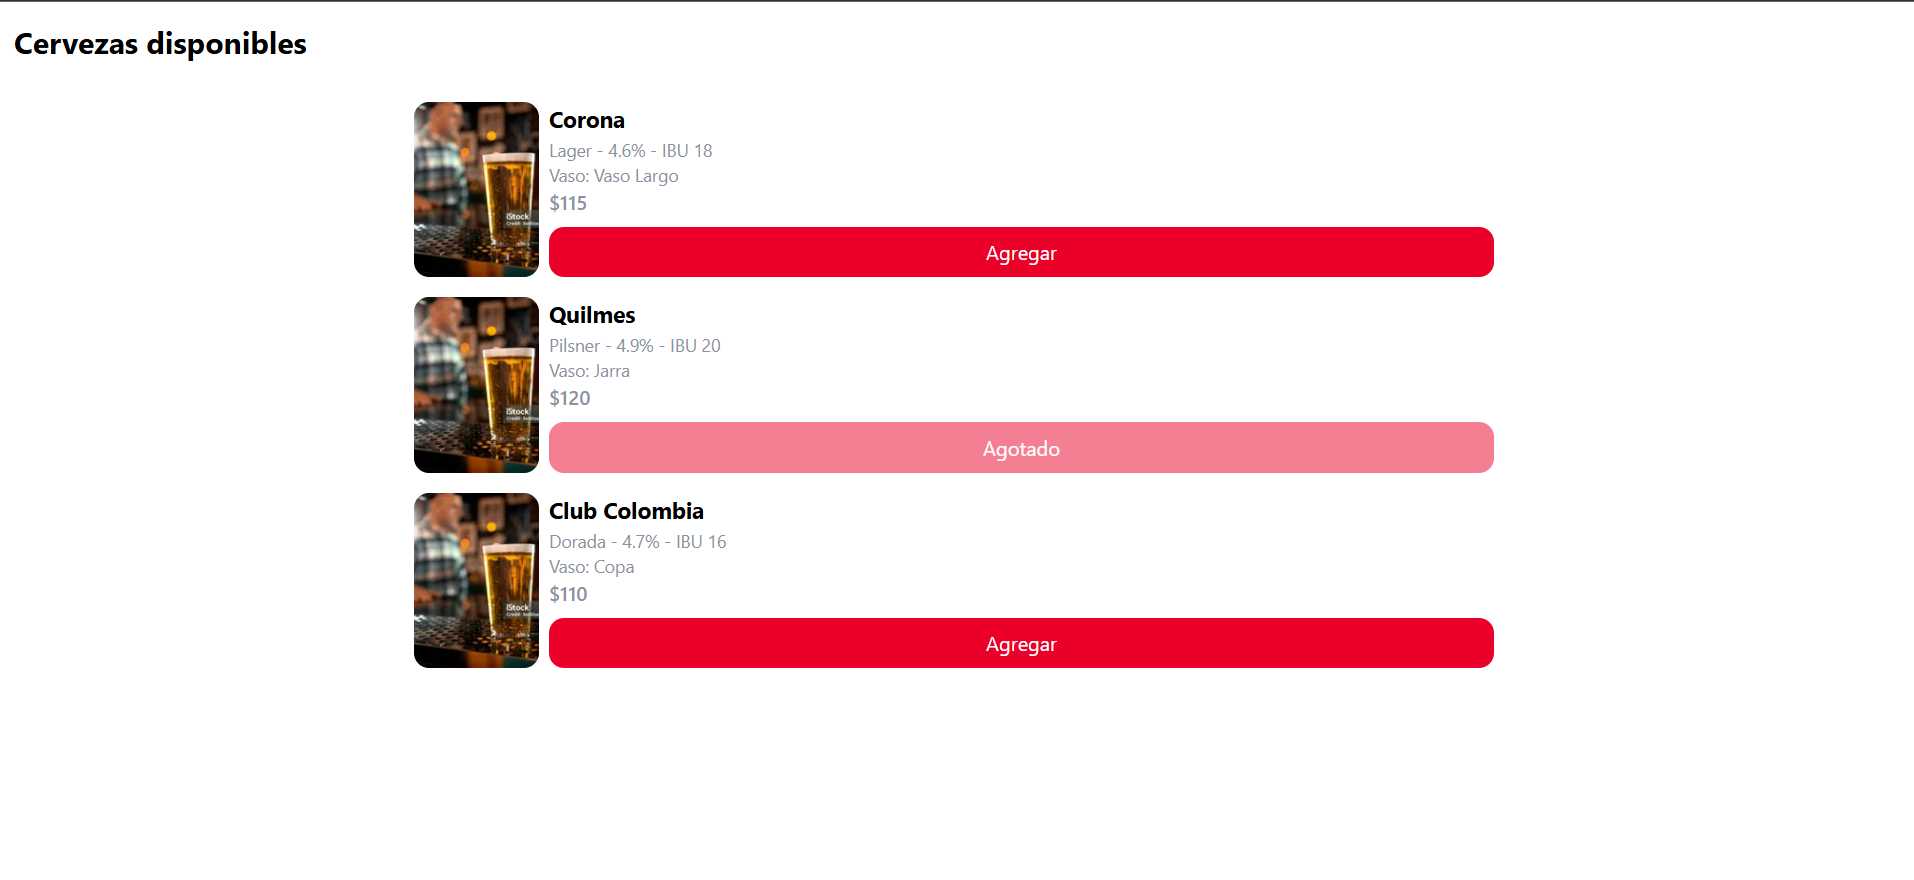 Cervezas disponibles
Corona
Lager - 4.6% - IBU 18
Vaso: Vaso Largo
$115
Agregar
iStock
Quilmes
Pilsner - 4.9% - IBU 20
Vaso: Jarra
$120
Agotado
iStock
Club Colombia
Dorada - 4.7% - IBU 16
Vaso: Copa
$110
Agregar
iStock